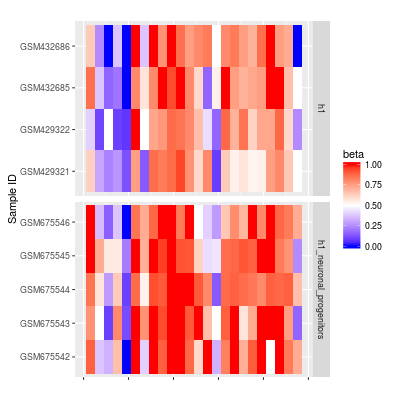 GSM432686
GSM432685
GSM429322
GSM429321
h1
GSM675546
GSM675545
GSM675544
GSM675543
GSM675542
h1_neuronal_progenitors
Sample ID
beta
1.00
0.75
0.50
0.25
0.00